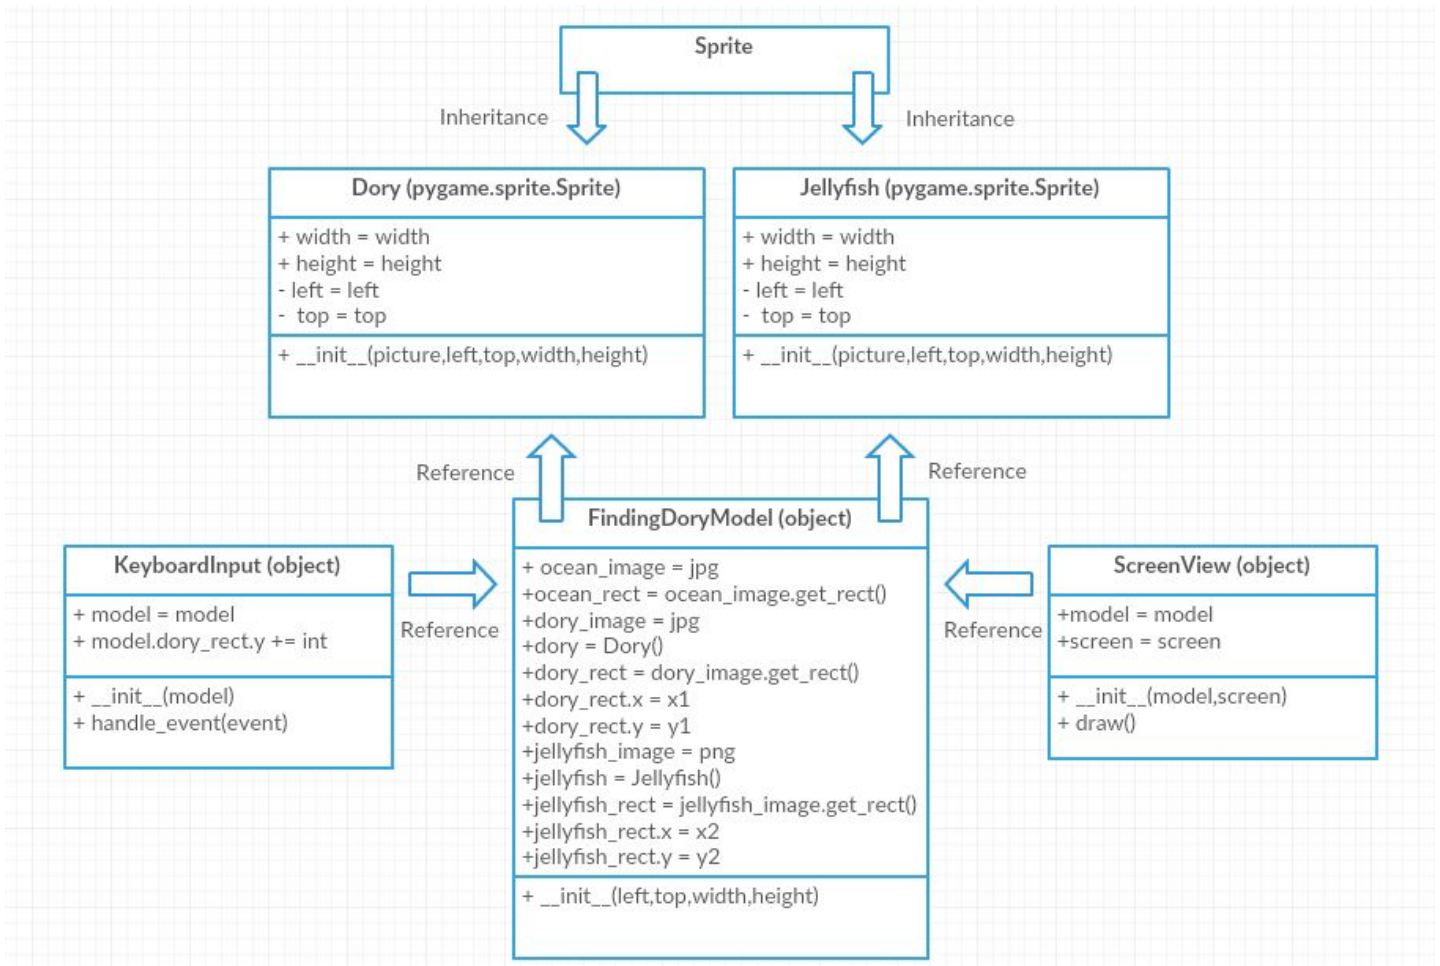 Sprite
Inheritance
Inheritance
Dory (pygame.sprite.Sprite)
+ width = width
+ height = height
- left = left
-  top = top
+ __init__(picture,left,top,width,height)
Jellyfish (pygame.sprite.Sprite)
+ width = width
+ height = height
- left = left
-  top = top
+ __init__(picture,left,top,width,height)
Reference
Reference
KeyboardInput (object)
+ model = model
+ model.dory_rect.y += int
+ __init__(model)
+ handle_event(event)
Reference
FindingDoryModel (object)
+ ocean_image = jpg
+ocean_rect = ocean_image.get_rect()
+dory_image = jpg
+dory = Dory()
+dory_rect = dory_image.get_rect()
+dory_rect.x = x1
+dory_rect.y = y1
+jellyfish_image = png
+jellyfish = Jellyfish()
+jellyfish_rect = jellyfish_image.get_rect()
+jellyfish_rect.x = x2
+jellyfish_rect.y = y2
+ __init__(left,top,width,height)
Reference
ScreenView (object)
+model = model
+screen = screen
+ __init__(model,screen)
+ draw()